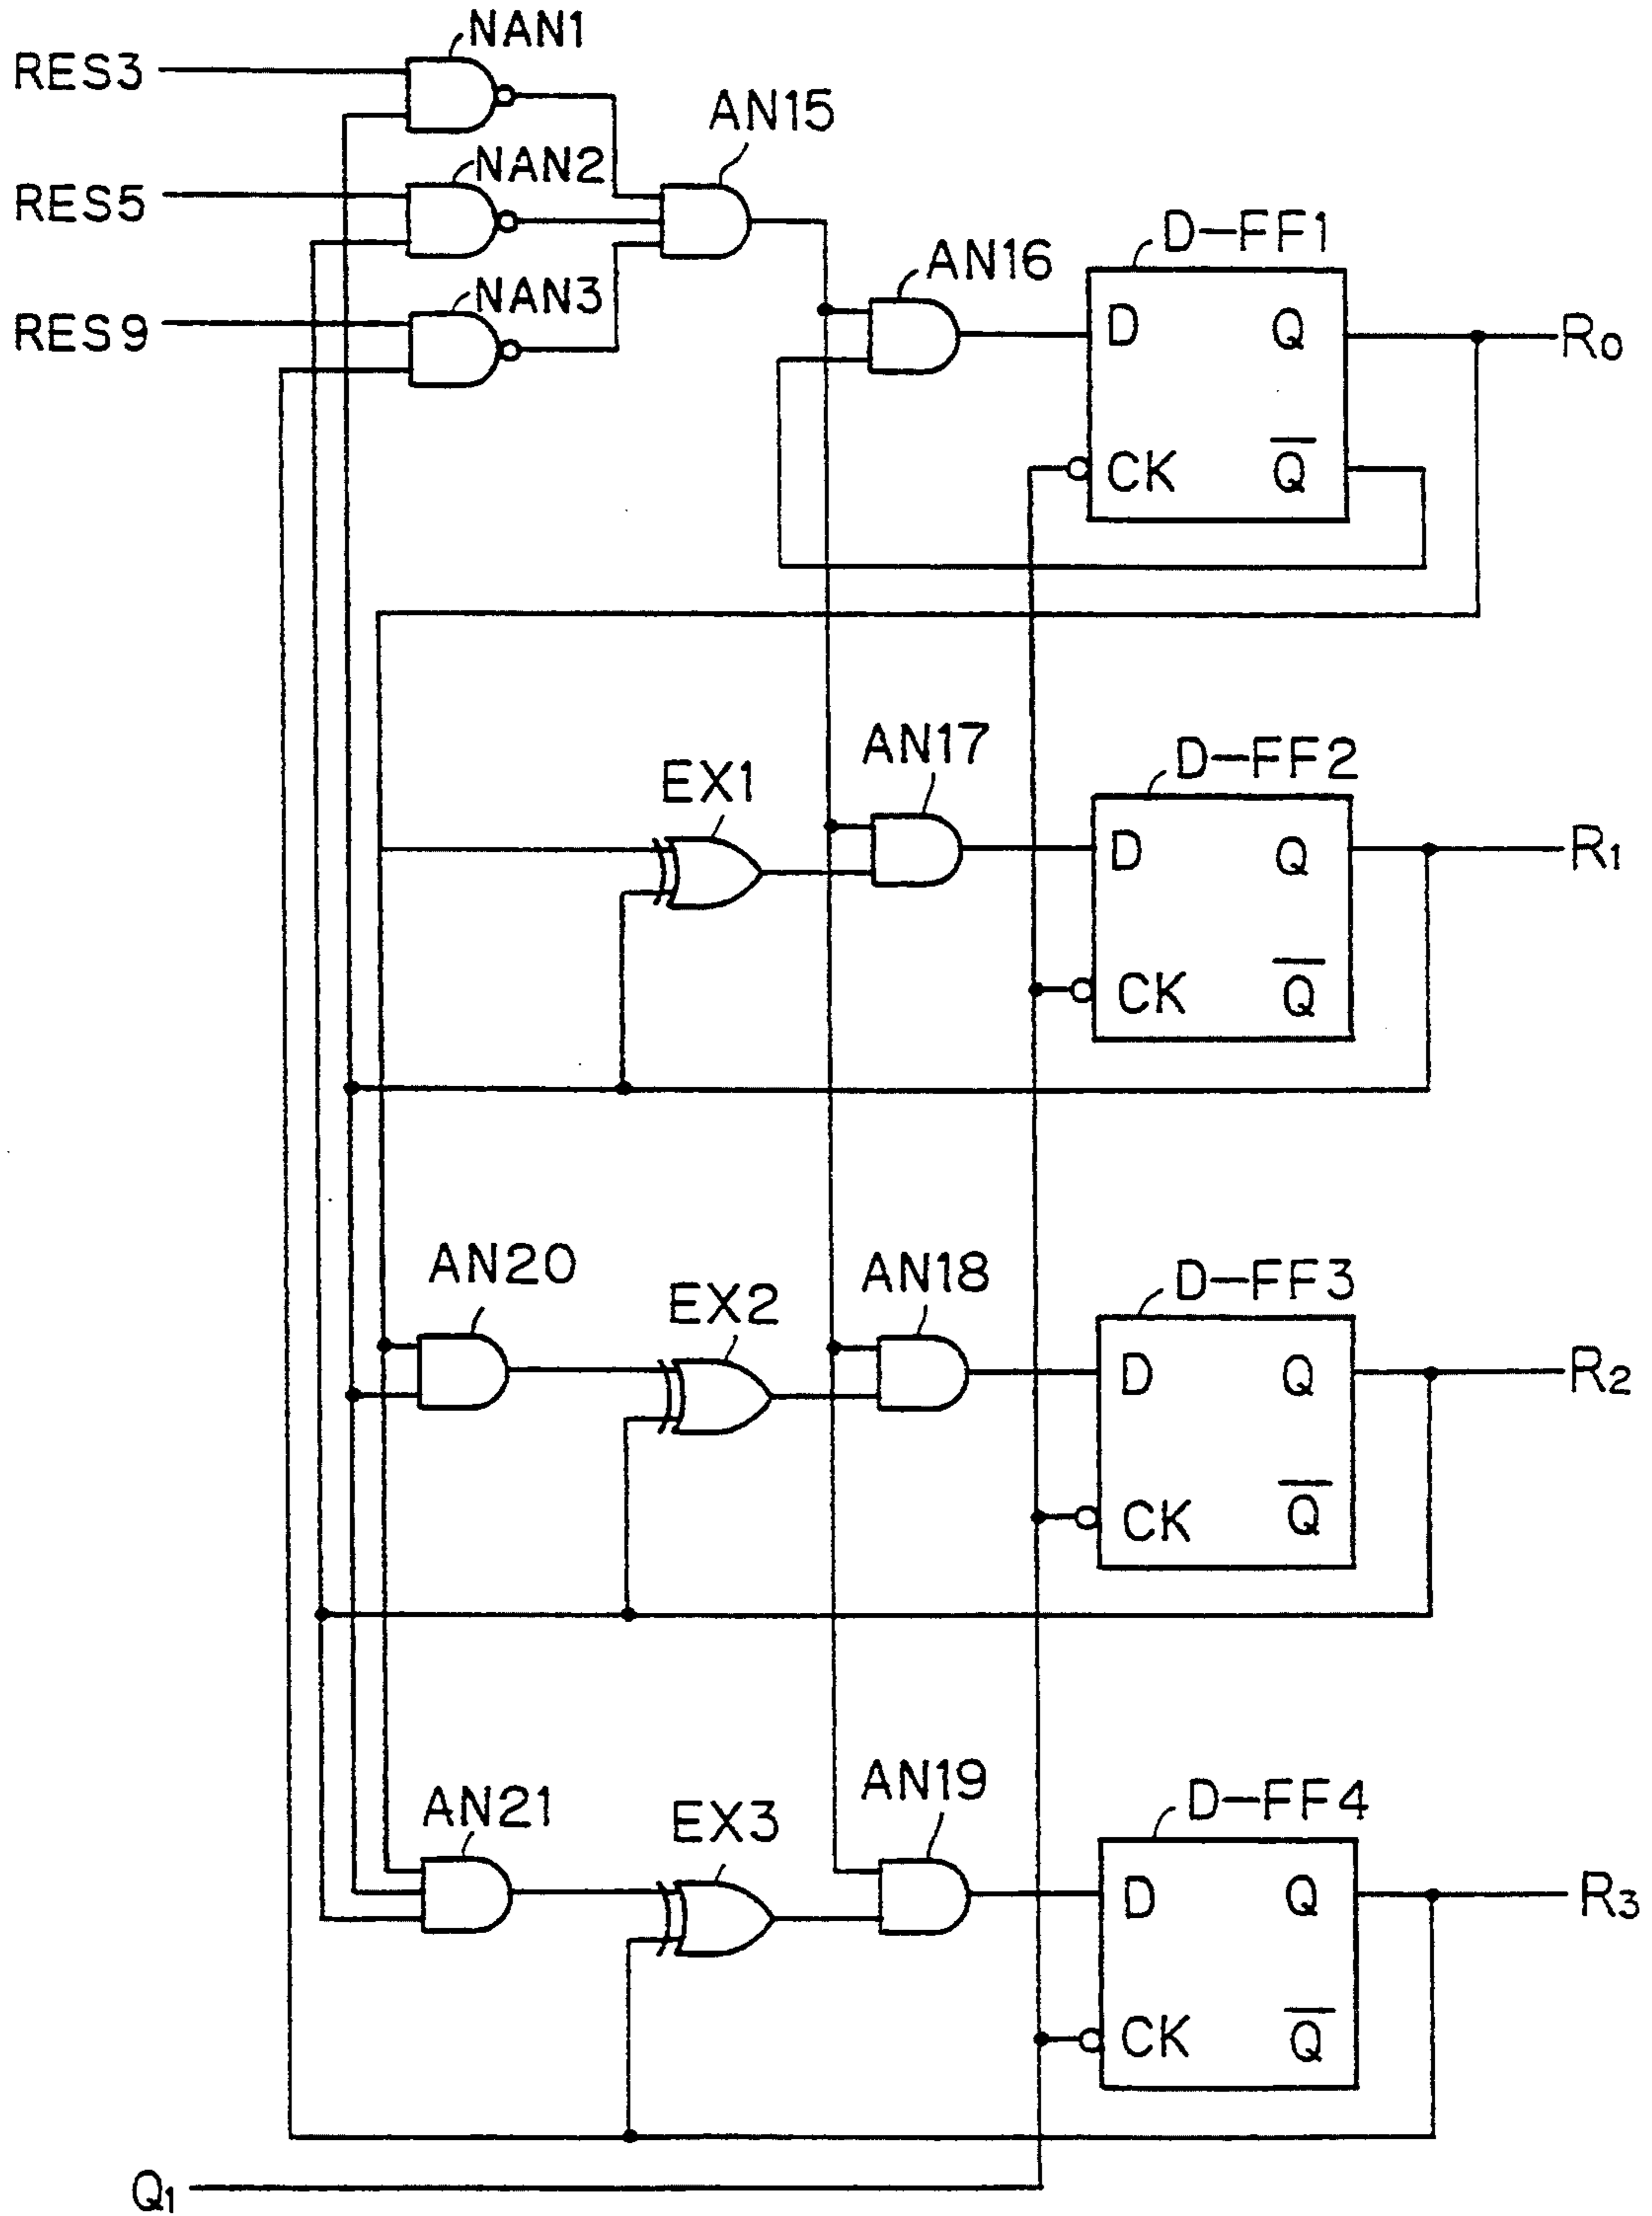 NAN1
RES3
AN15
NAN2
RES5
D-FF1
AN16
NAN3
RES9
D Q R0
CK Q̅
AN17
D-FF2
EX1
D Q R1
CK Q̅
AN20
AN18
D-FF3
EX2
D Q R2
CK Q̅
AN19
AN21
EX3
D-FF4
D Q R3
CK Q̅
Q1